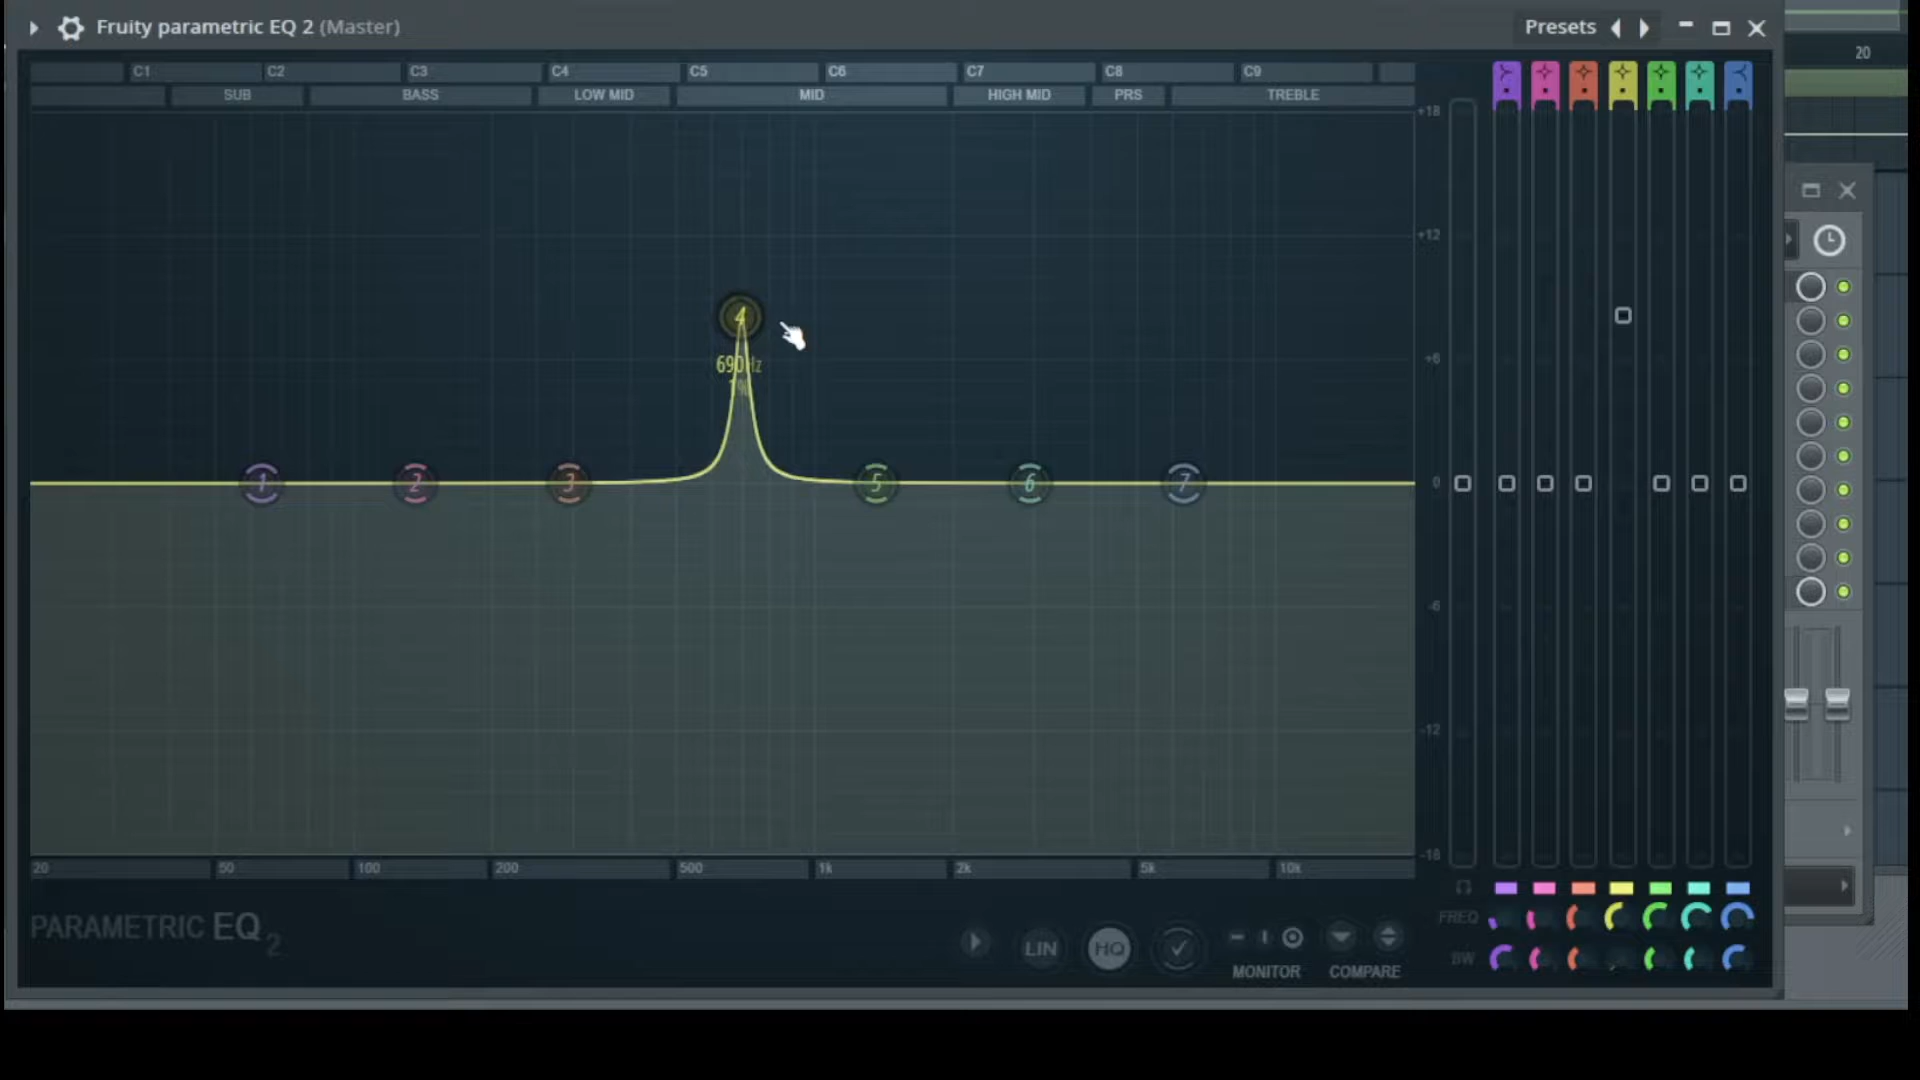 Fruity parametric EQ 2 (Master) Presets
20
C1 C2 C3 C4 C5 C6 C7 C8 C9
SUB BASS LOW MID MID HIGH MID PRS TREBLE
+18
+12
4
690Hz
+6
1%
1 2 3 5 6 7
0
-6
-12
-18
20 50 100 200 500 1k 2k 5k 10k
PARAMETRIC EQ 2
LIN HQ
MONITOR COMPARE
FREQ
BW